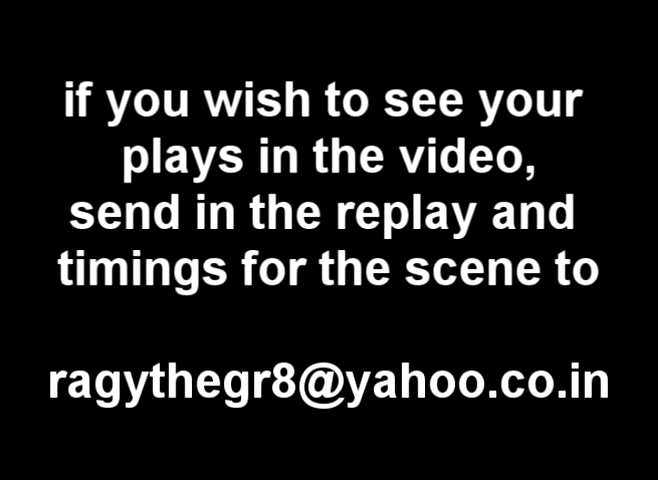 if you wish to see your
plays in the video,
send in the replay and
timings for the scene to
ragythegr8@yahoo.co.in